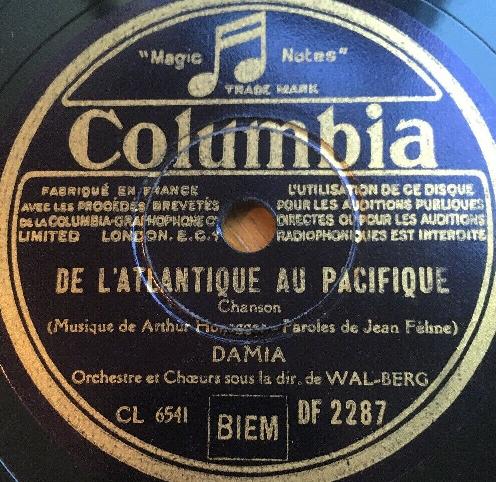 "Magic Notes"
TRADE MARK
Columbia
FABRIQUÉ EN FRANCE
AVEC LES PROCÉDÉS BREVETÉS
DE LA COLUMBIA-GRAPHOPHONE Cº
LIMITED LONDON. E.C.1
L'UTILISATION DE CE DISQUE
POUR LES AUDITIONS PUBLIQUES
DIRECTES OU POUR LES AUDITIONS
RADIOPHONIQUES EST INTERDITE
DE L'ATLANTIQUE AU PACIFIQUE
Chanson
(Musique de Arthur Honegger - Paroles de Jean Féline)
DAMIA
Orchestre et Chœurs sous la dir. de WAL-BERG
CL 6541 BIEM DF 2287